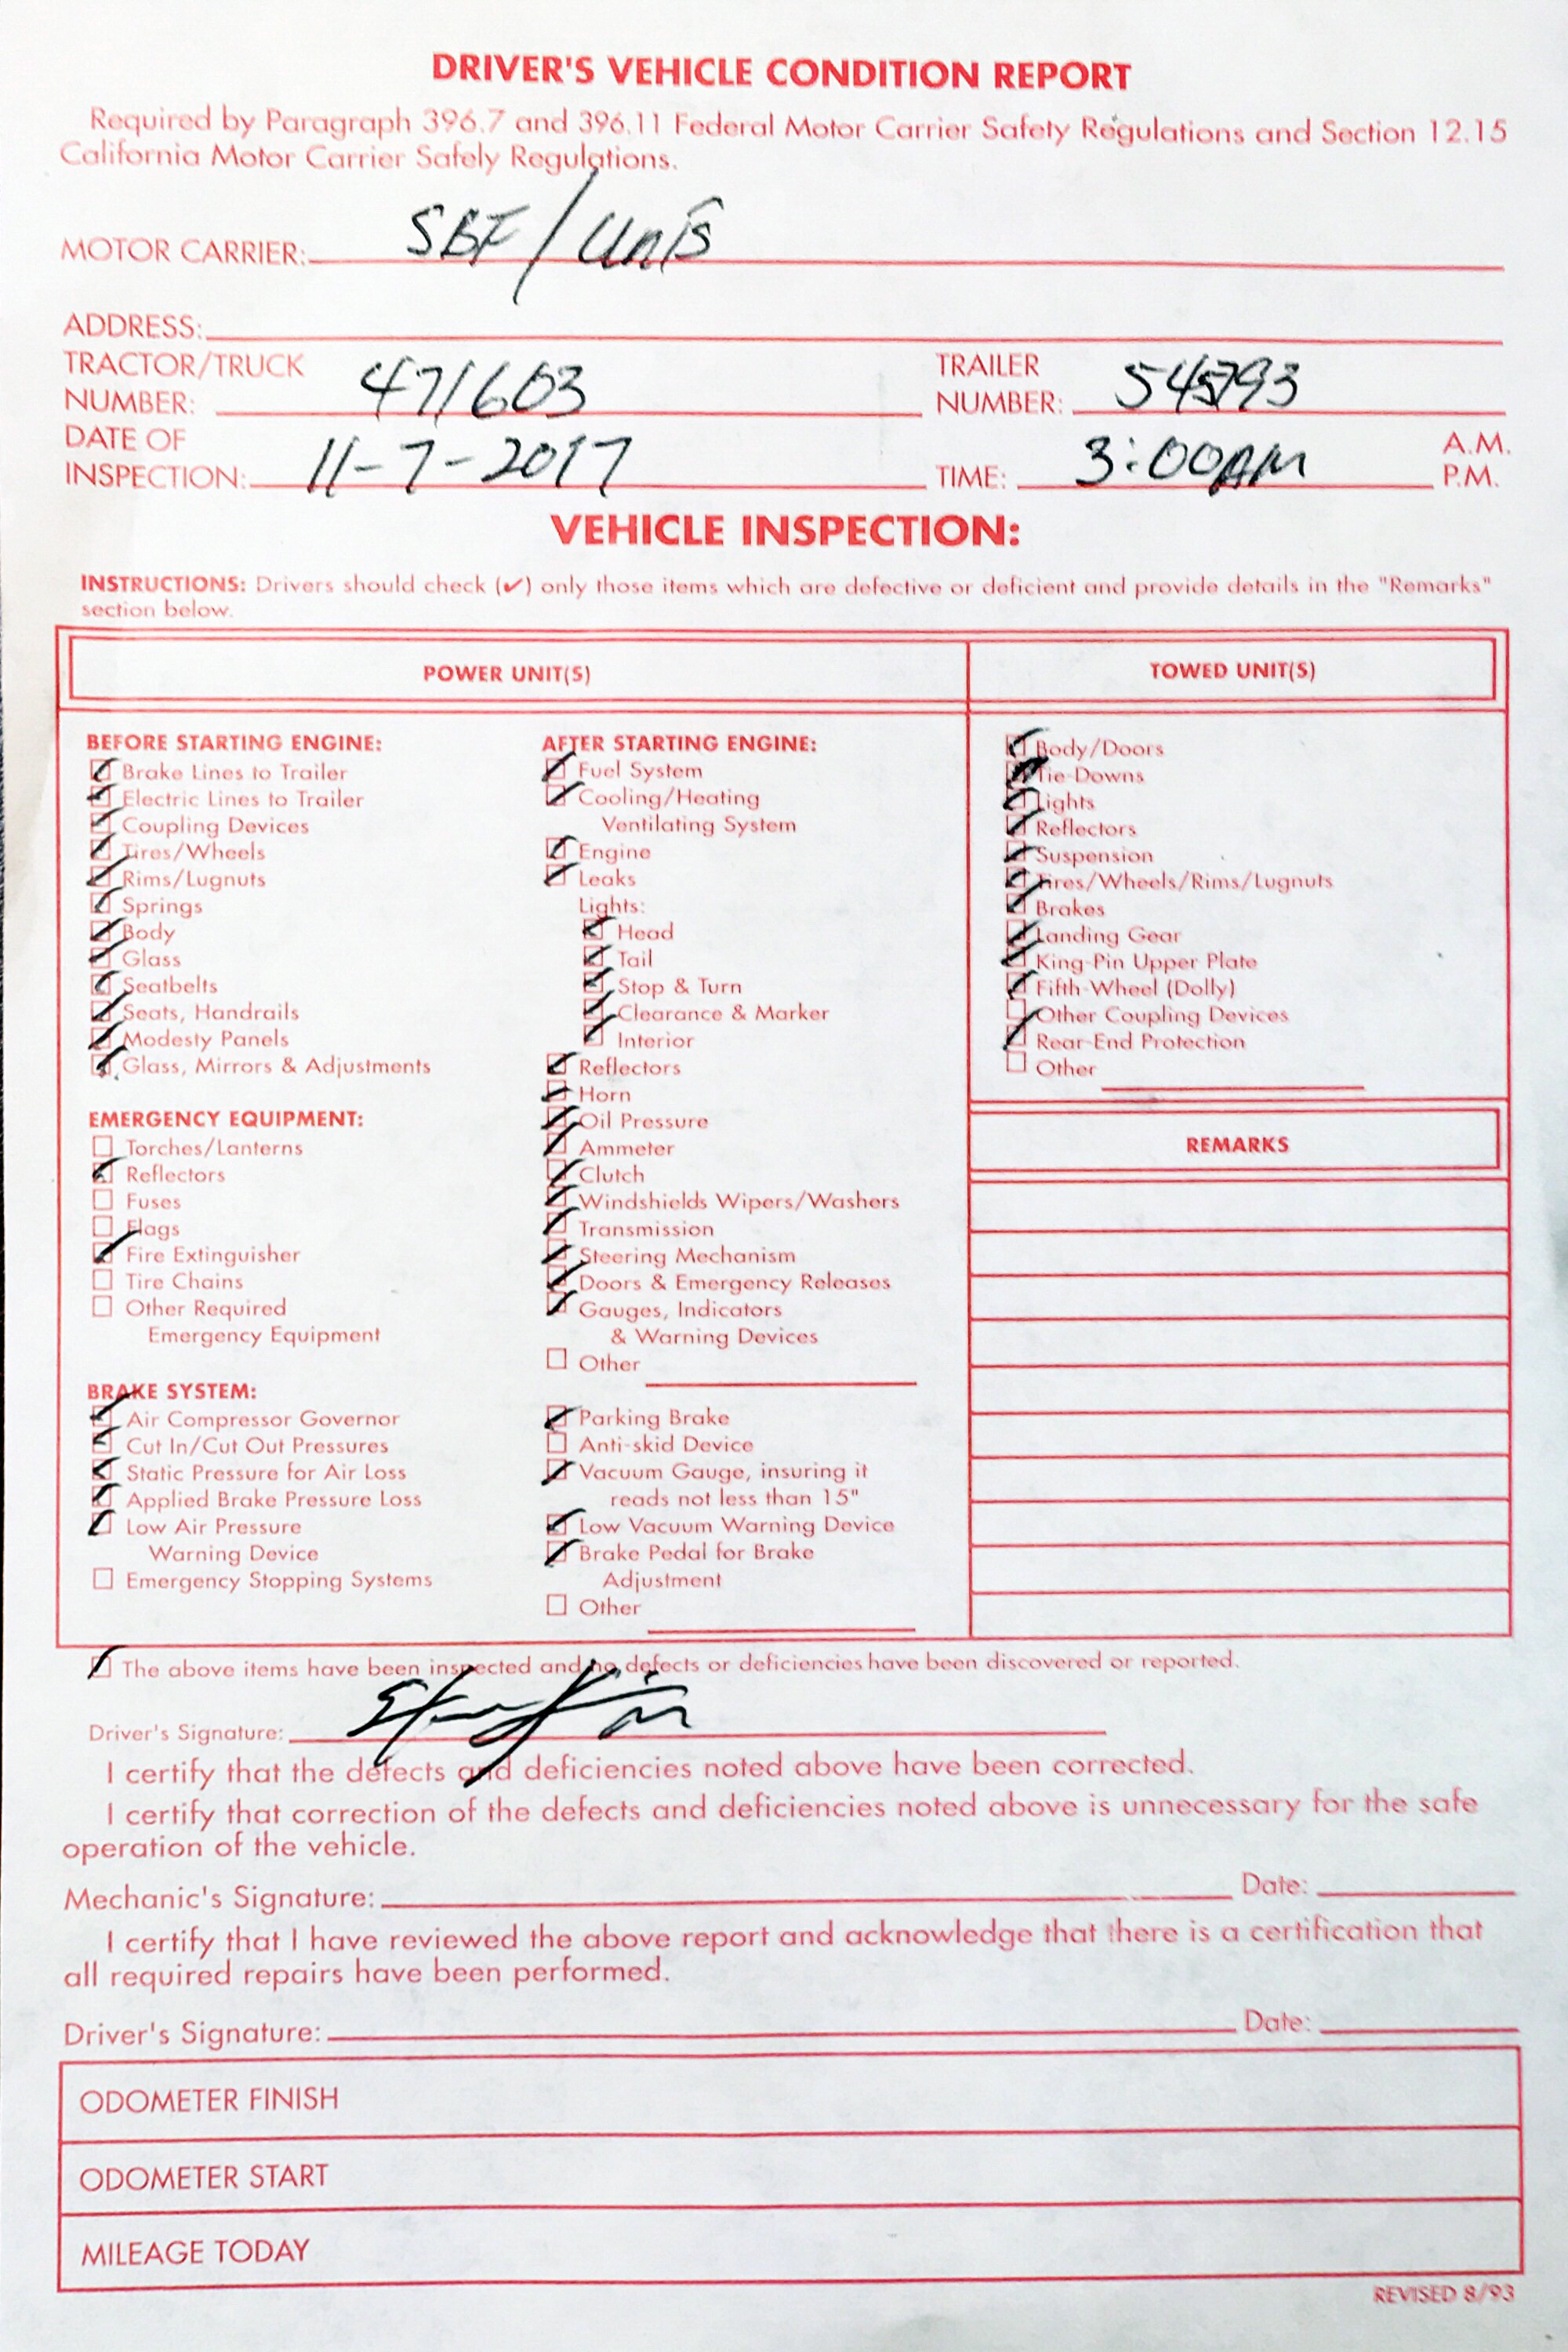 DRIVER'S VEHICLE CONDITION REPORT
Required by Paragraph 396.7 and 396.11 Federal Motor Carrier Safety Regulations and Section 12.15
California Motor Carrier Safely Regulations.
MOTOR CARRIER: SBF/Unis
ADDRESS:
TRACTOR/TRUCK NUMBER: 471603
TRAILER NUMBER: 545793
DATE OF INSPECTION: 11-7-2017
TIME: 3:00AM A.M. P.M.
VEHICLE INSPECTION:
INSTRUCTIONS: Drivers should check (✔) only those items which are defective or deficient and provide details in the "Remarks"
section below.
POWER UNIT(S)
BEFORE STARTING ENGINE:
Brake Lines to Trailer
Electric Lines to Trailer
Coupling Devices
Tires/Wheels
Rims/Lugnuts
Springs
Body
Glass
Seatbelts
Seats, Handrails
Modesty Panels
Glass, Mirrors & Adjustments
EMERGENCY EQUIPMENT:
Torches/Lanterns
Reflectors
Fuses
Flags
Fire Extinguisher
Tire Chains
Other Required
Emergency Equipment
BRAKE SYSTEM:
Air Compressor Governor
Cut In/Cut Out Pressures
Static Pressure for Air Loss
Applied Brake Pressure Loss
Low Air Pressure
Warning Device
Emergency Stopping Systems
AFTER STARTING ENGINE:
Fuel System
Cooling/Heating
Ventilating System
Engine
Leaks
Lights:
Head
Tail
Stop & Turn
Clearance & Marker
Interior
Reflectors
Horn
Oil Pressure
Ammeter
Clutch
Windshields Wipers/Washers
Transmission
Steering Mechanism
Doors & Emergency Releases
Gauges, Indicators
& Warning Devices
Other
Parking Brake
Anti-skid Device
Vacuum Gauge, insuring it
reads not less than 15"
Low Vacuum Warning Device
Brake Pedal for Brake
Adjustment
Other
TOWED UNIT(S)
Body/Doors
Tie-Downs
Lights
Reflectors
Suspension
Tires/Wheels/Rims/Lugnuts
Brakes
Landing Gear
King-Pin Upper Plate
Fifth-Wheel (Dolly)
Other Coupling Devices
Rear-End Protection
Other
REMARKS
The above items have been inspected and no defects or deficiencies have been discovered or reported.
Driver's Signature:
I certify that the defects and deficiencies noted above have been corrected.
I certify that correction of the defects and deficiencies noted above is unnecessary for the safe
operation of the vehicle.
Mechanic's Signature: Date:
I certify that I have reviewed the above report and acknowledge that there is a certification that
all required repairs have been performed.
Driver's Signature: Date:
ODOMETER FINISH
ODOMETER START
MILEAGE TODAY
REVISED 8/93